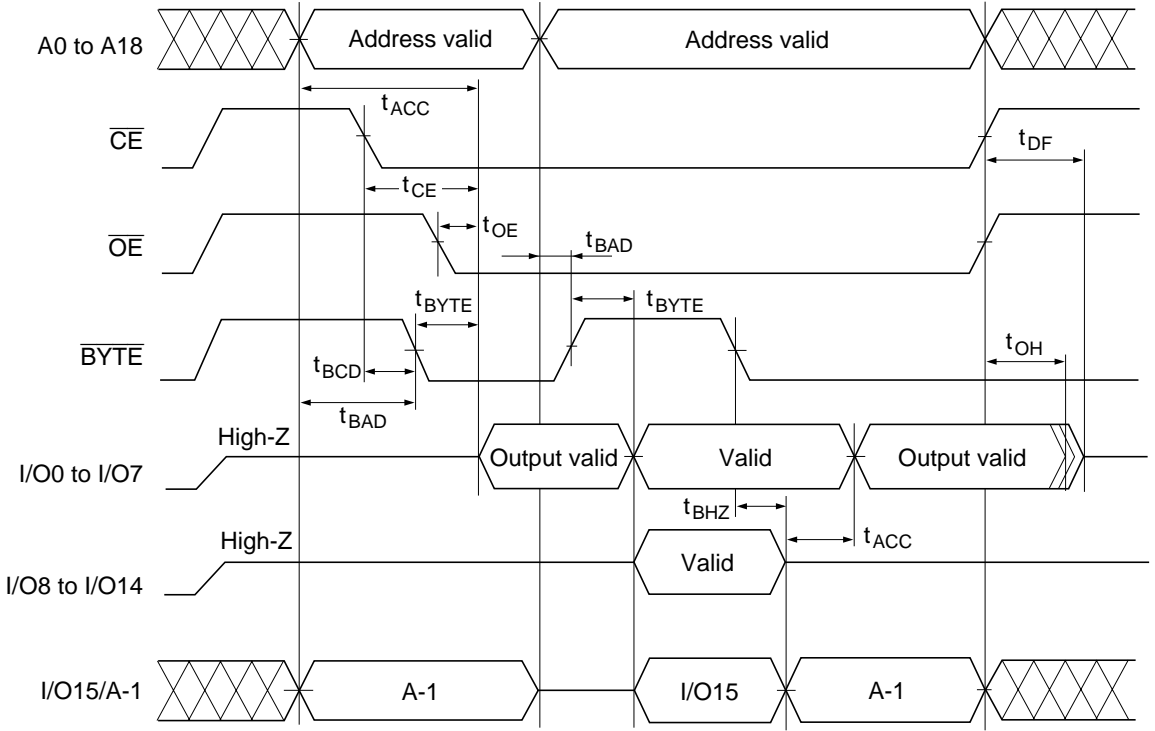 A0 to A18
Address valid
Address valid
tACC
CE
tDF
tCE
OE
tOE
tBAD
tBYTE
tBYTE
BYTE
tOH
tBCD
tBAD
High-Z
I/O0 to I/O7
Output valid
Valid
Output valid
tBHZ
tACC
High-Z
I/O8 to I/O14
Valid
I/O15/A-1
A-1
I/O15
A-1